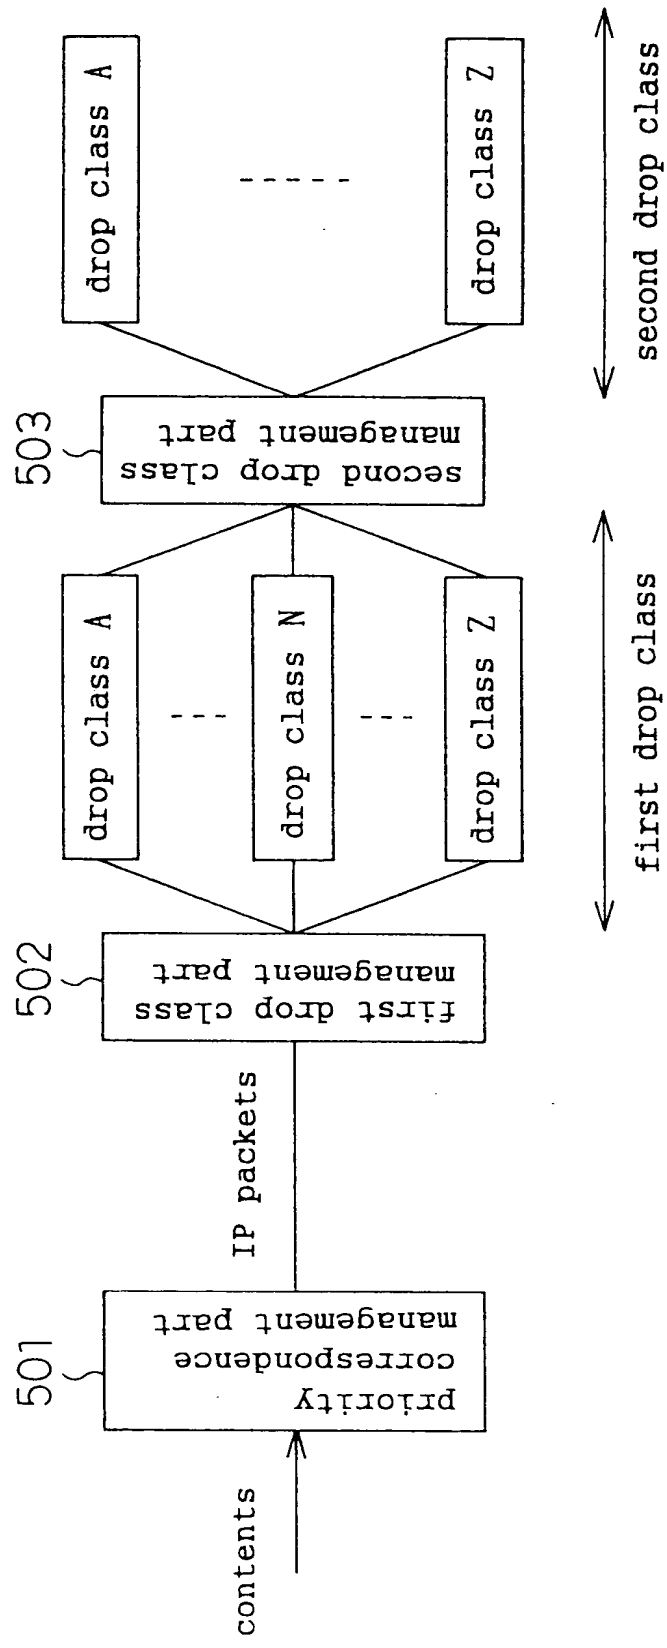 contents
501
priority
correspondence
management part
IP packets
502
first drop class
management part
drop class A
drop class N
drop class Z
first drop class
503
second drop class
management part
drop class A
drop class Z
second drop class